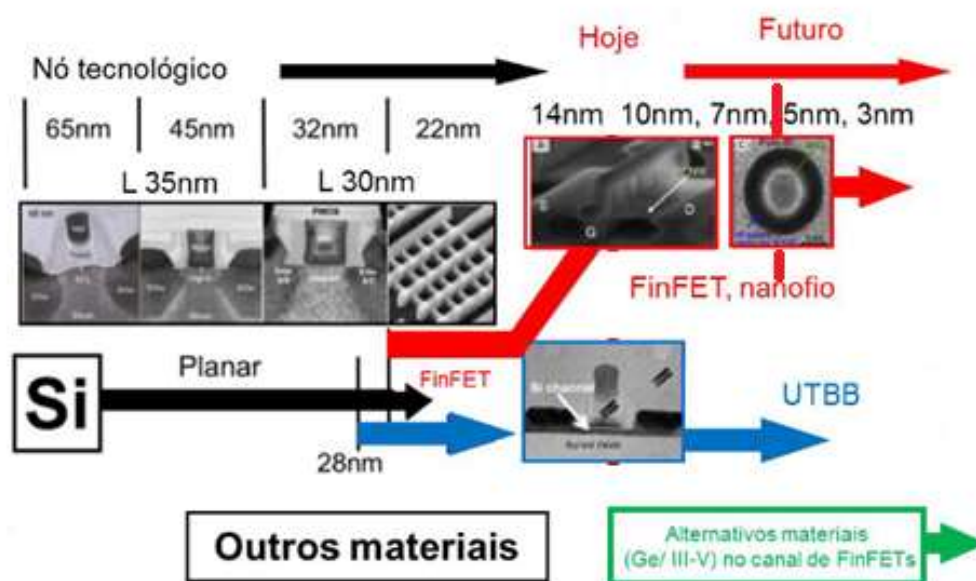 Hoje
Futuro
Nó tecnológico
65nm
45nm
32nm
22nm
14nm 10nm, 7nm, 5nm, 3nm
L 35nm
L 30nm
PMOS
G
D
FinFET, nanofio
Si
Planar
FinFET
Si channel
UTBB
28nm
Outros materiais
Alternativos materiais
(Ge/ III-V) no canal de FinFETs